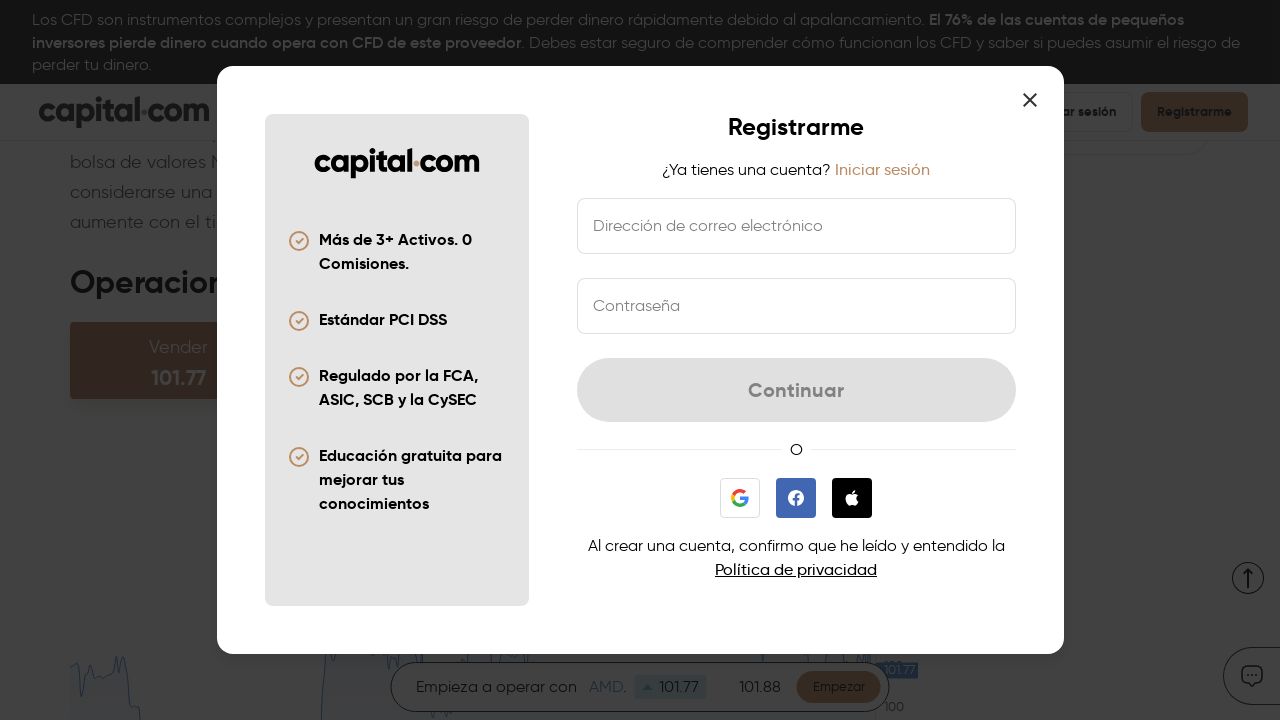 Los CFD son instrumentos complejos y presentan un gran riesgo de perder dinero rápidamente debido al apalancamiento. El 76% de las cuentas de pequeños
inversores pierde dinero cuando opera con CFD de este proveedor. Debes estar seguro de comprender cómo funcionan los CFD y saber si puedes asumir el riesgo de
perder tu dinero.
capital.com
ar sesión
Registrarme
bolsa de valores
considerarse una
aumente con el
Operacion
Vender
101.77
capital.com
Más de 3+ Activos. 0
Comisiones.
Estándar PCI DSS
Regulado por la FCA,
ASIC, SCB y la CySEC
Educación gratuita para
mejorar tus
conocimientos
Registrarme
¿Ya tienes una cuenta? Iniciar sesión
Dirección de correo electrónico
Contraseña
Continuar
O
Al crear una cuenta, confirmo que he leído y entendido la
Política de privacidad
101.77
Empieza a operar con AMD. 101.77 101.88 Empezar
100